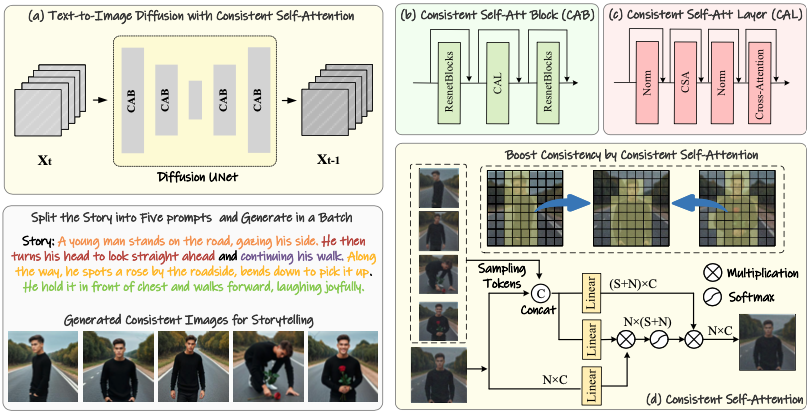 (a) Text-to-Image Diffusion with Consistent Self-Attention
CAB
CAB
CAB
CAB
Xt
Xt-1
Diffusion UNet
Split the Story into Five prompts and Generate in a Batch
Story: A young man stands on the road, gazing his side. He then
turns his head to look straight ahead and continuing his walk. Along
the way, he spots a rose by the roadside, bends down to pick it up.
He hold it in front of chest and walks forward, laughing joyfully.
Generated Consistent Images for Storytelling
(b) Consistent Self-Att Block (CAB)
ResnetBlocks
CAL
ResnetBlocks
(c) Consistent Self-Att Layer (CAL)
Norm
CSA
Norm
Cross-Attention
Boost Consistency by Consistent Self-Attention
Sampling
Tokens
C
Concat
Linear
(S+N)×C
Linear
N×(S+N)
Linear
N×C
N×C
Multiplication
Softmax
(d) Consistent Self-Attention